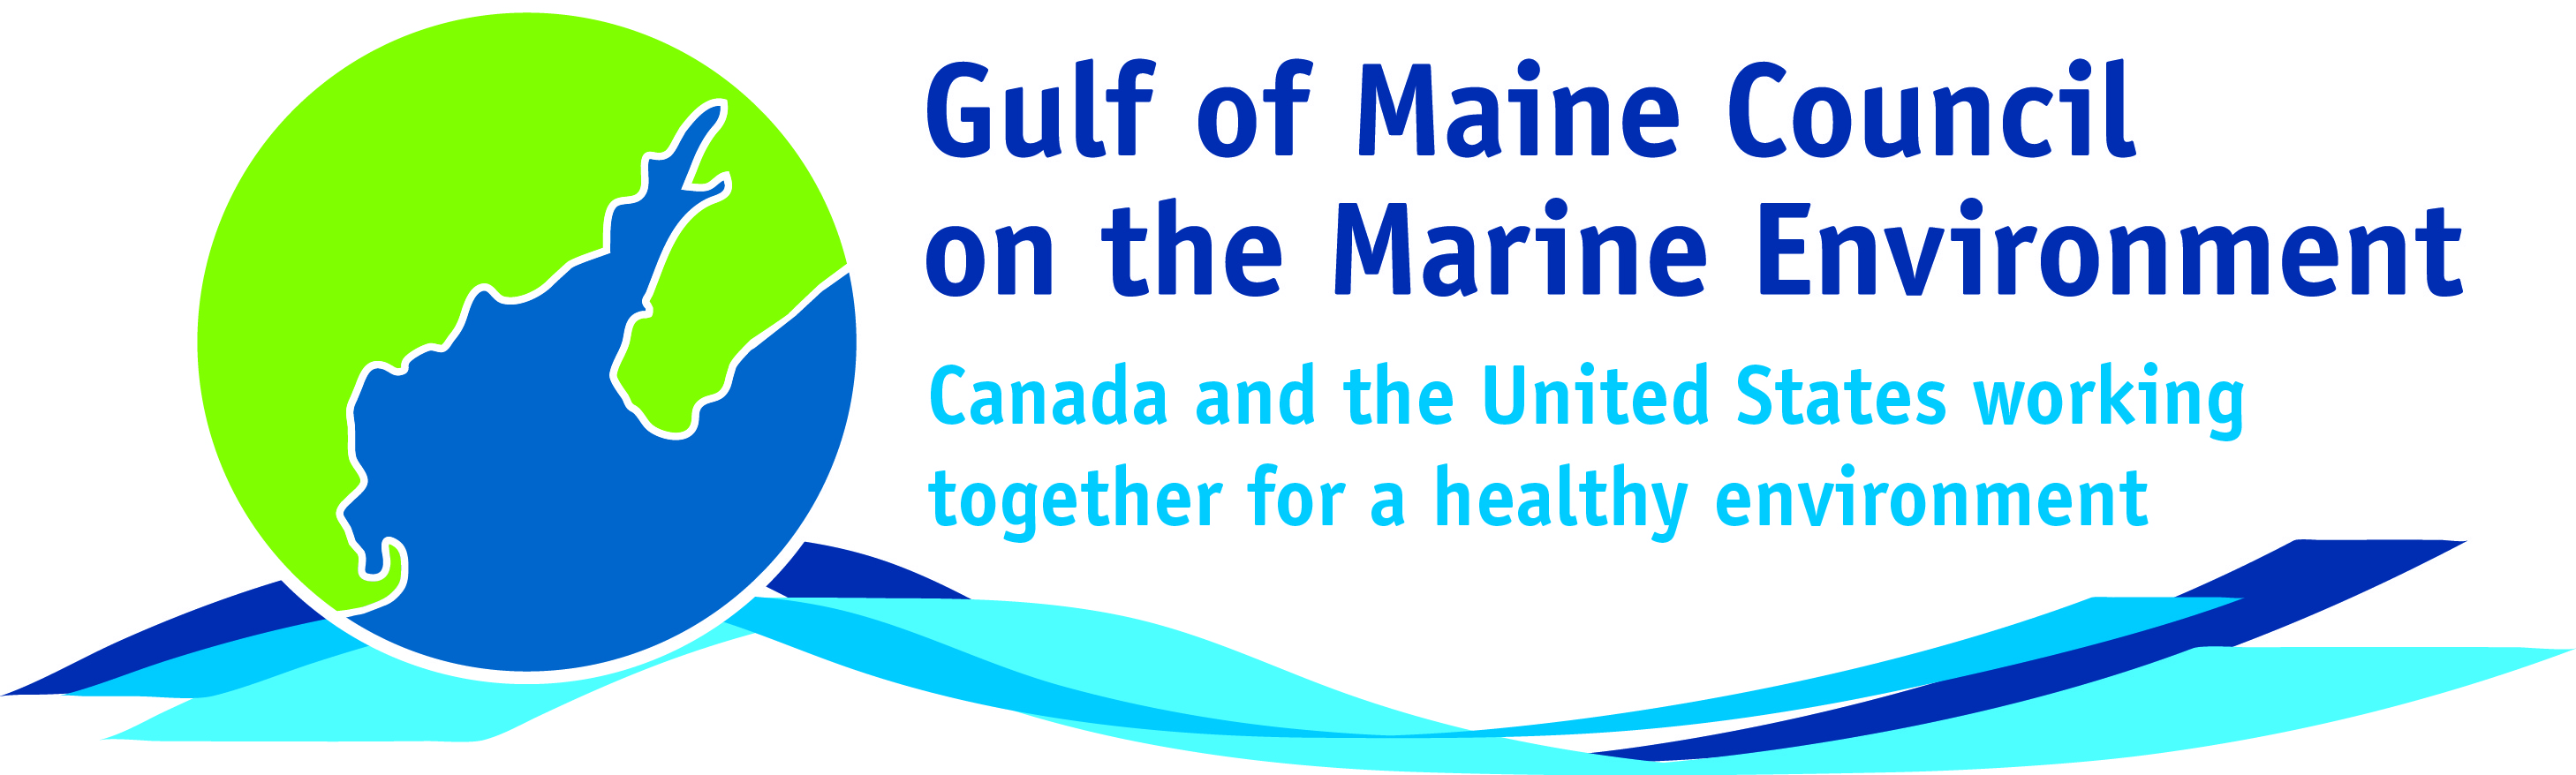 Gulf of Maine Council
on the Marine Environment
Canada and the United States working
together for a healthy environment